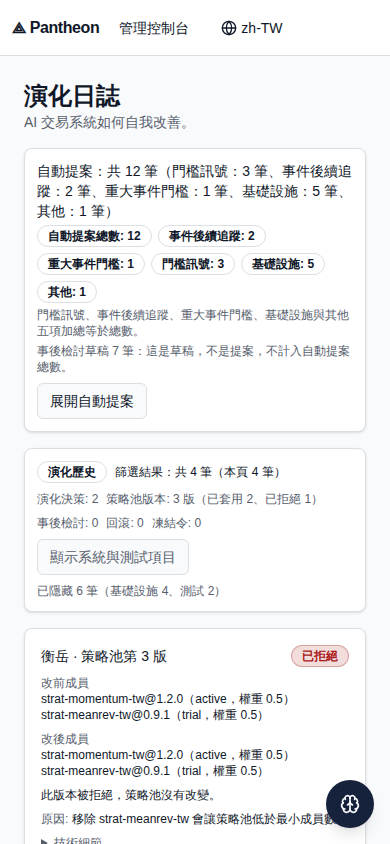 Pantheon 管理控制台 zh-TW
演化日誌
AI 交易系統如何自我改善。
自動提案：共 12 筆（門檻訊號：3 筆、事件後續追
蹤：2 筆、重大事件門檻：1 筆、基礎設施：5 筆、
其他：1 筆）
自動提案總數: 12 事件後續追蹤: 2
重大事件門檻: 1 門檻訊號: 3 基礎設施: 5
其他: 1
門檻訊號、事件後續追蹤、重大事件門檻、基礎設施與其他
五項加總等於總數。
事後檢討草稿 7 筆：這是草稿，不是提案，不計入自動提案
總數。
展開自動提案
演化歷史 篩選結果：共 4 筆（本頁 4 筆）
演化決策: 2 策略池版本: 3 版（已套用 2、已拒絕 1）
事後檢討: 0 回滾: 0 凍結令: 0
顯示系統與測試項目
已隱藏 6 筆（基礎設施 4、測試 2）
衡岳 · 策略池第 3 版 已拒絕
改前成員
strat-momentum-tw@1.2.0（active，權重 0.5）
strat-meanrev-tw@0.9.1（trial，權重 0.5）
改後成員
strat-momentum-tw@1.2.0（active，權重 0.5）
strat-meanrev-tw@0.9.1（trial，權重 0.5）
此版本被拒絕，策略池沒有改變。
原因: 移除 strat-meanrev-tw 會讓策略池低於最小成員
技術細節